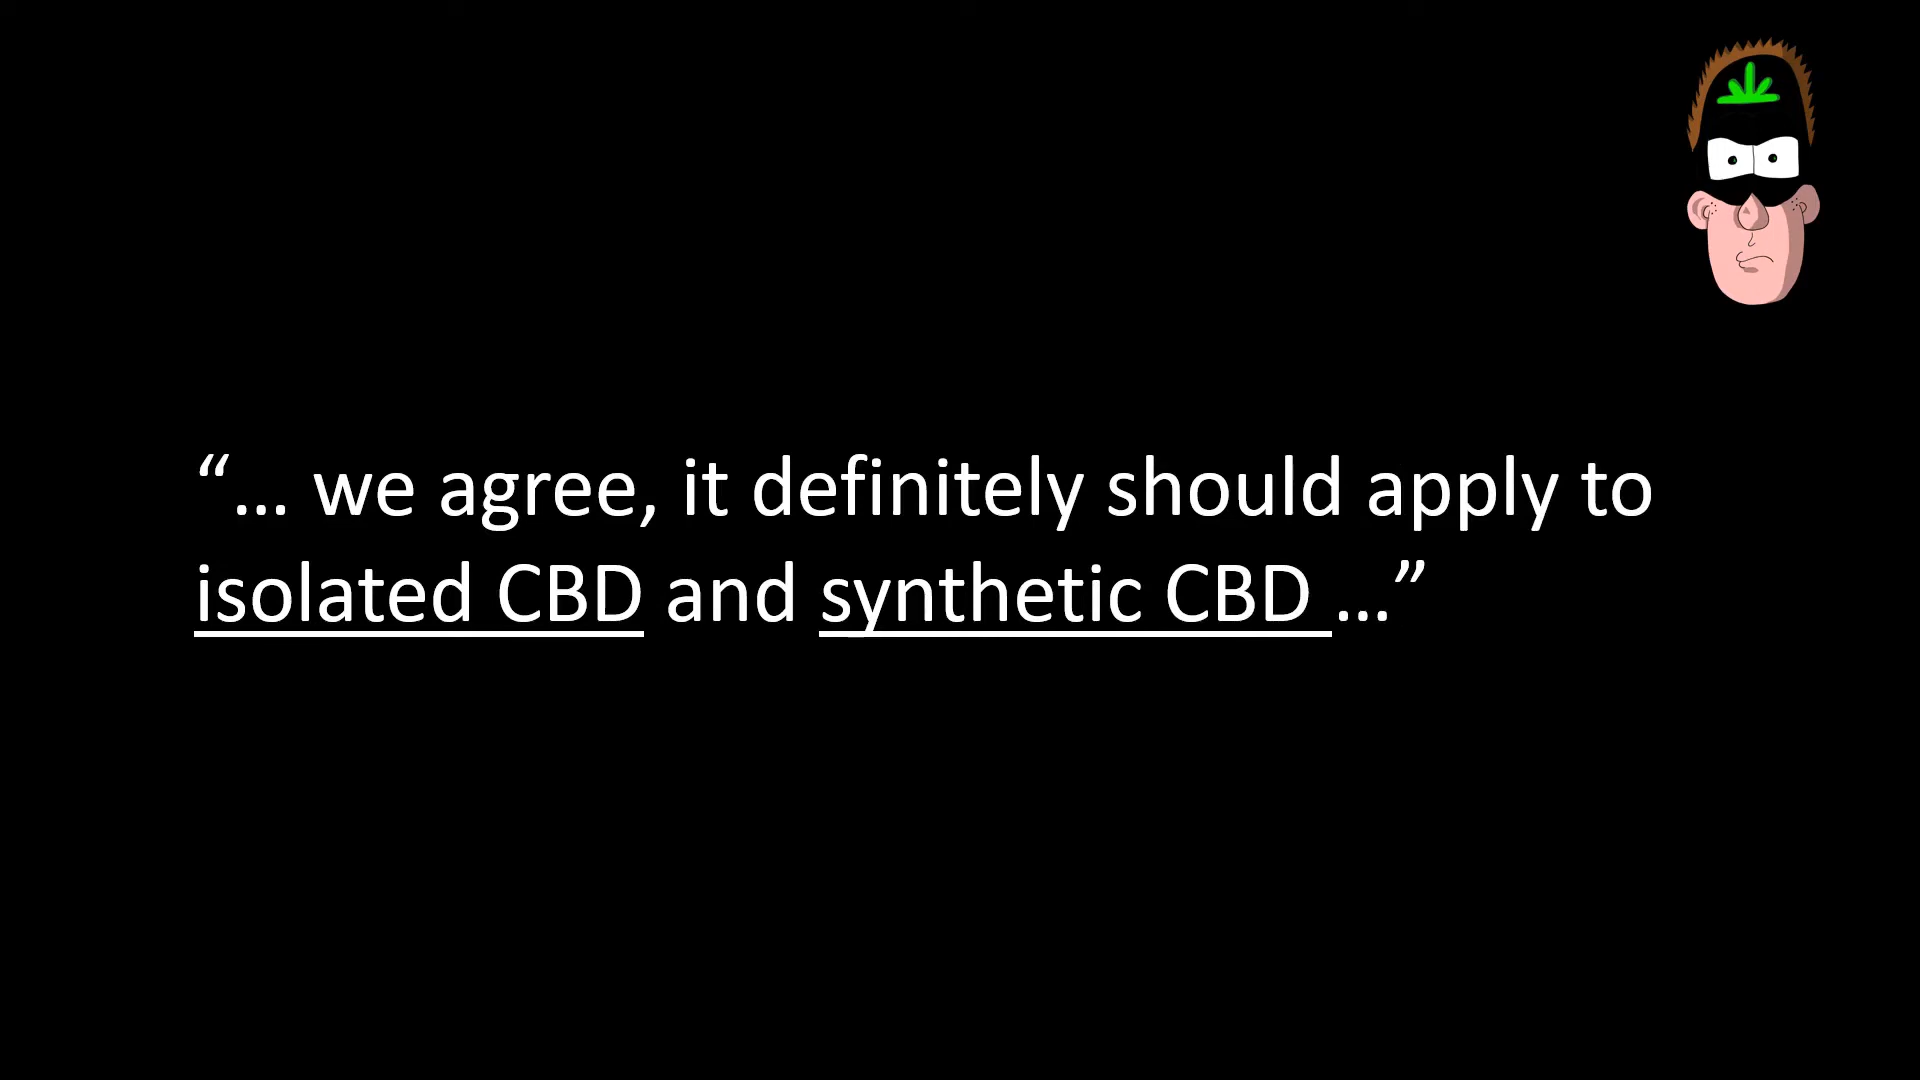 “... we agree, it definitely should apply to
isolated CBD and synthetic CBD ...”